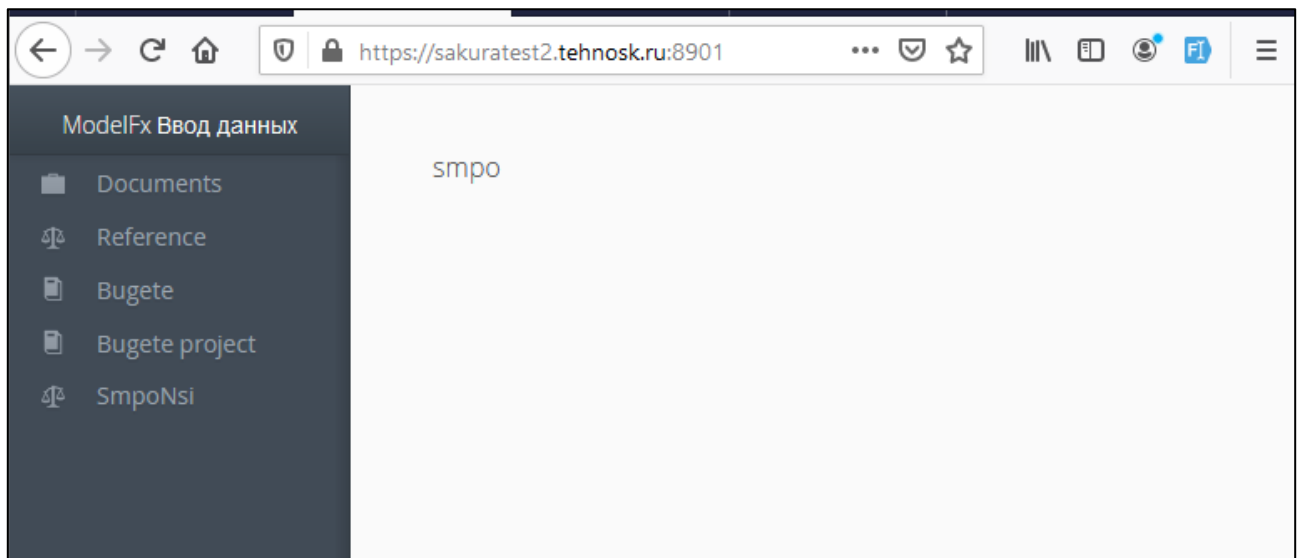 https://sakuratest2.tehnosk.ru:8901
ModelFx Ввод данных
smpo
Documents
Reference
Bugete
Bugete project
SmpoNsi